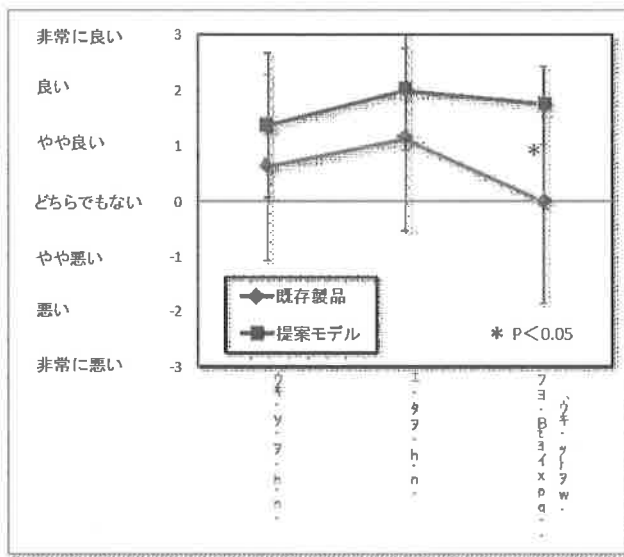 非常に良い 3
良い 2
やや良い 1
どちらでもない 0
やや悪い -1
悪い -2
非常に悪い -3
*
既存製品
提案モデル
* P<0.05